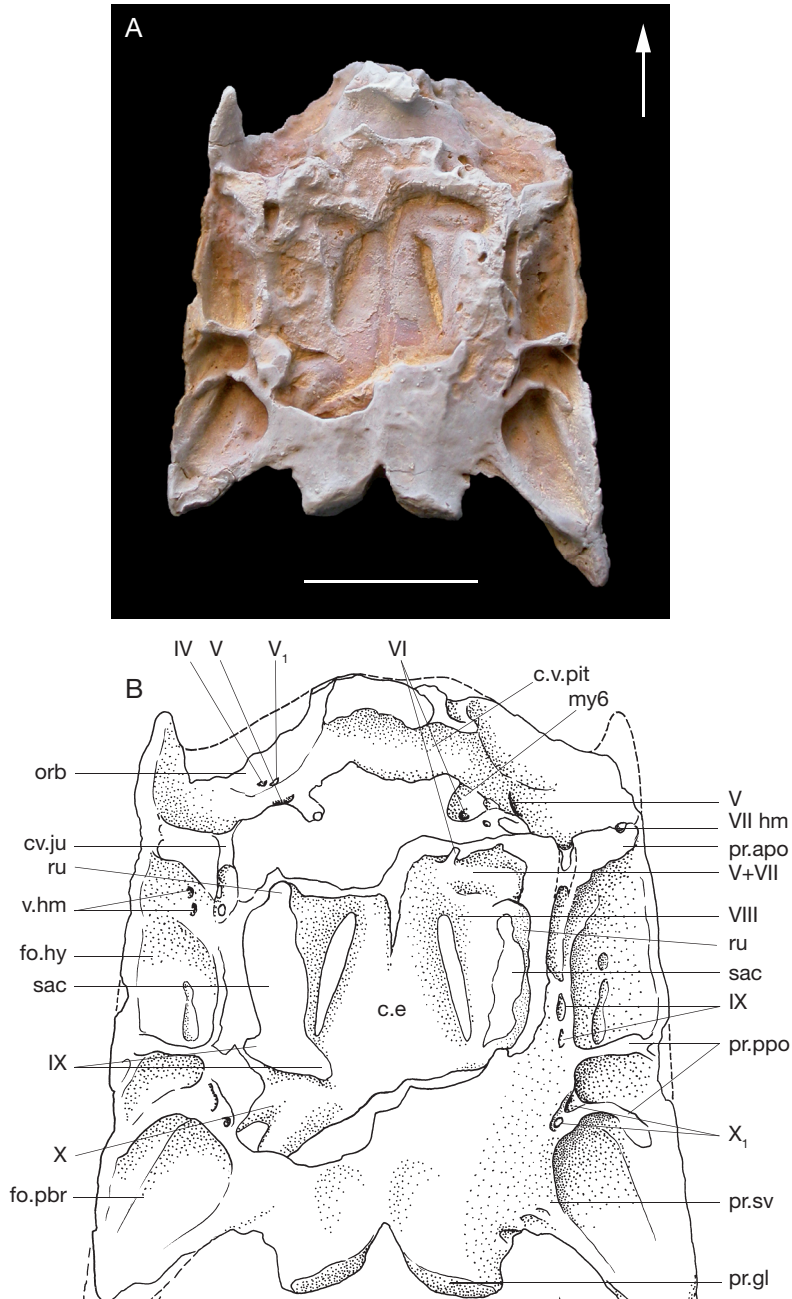 A
IV V V1 VI
B
c.v.pit
my6
orb
V
VII hm
cv.ju
pr.apo
ru
V+VII
v.hm
VIII
ru
fo.hy
sac
sac
c.e
IX
pr.ppo
IX
X
X1
fo.pbr
pr.sv
pr.gl